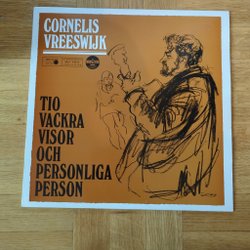 CORNELIS
VREESWIJK
TIO
VACKRA
VISOR
OCH
PERSONLIGA
PERSON